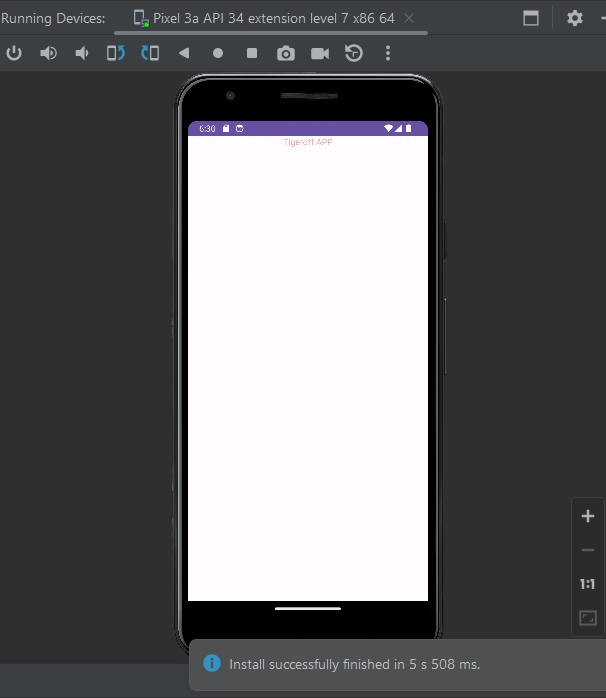 Running Devices: Pixel 3a API 34 extension level 7 x86 64
6:30
Tigeroff APP
1:1
Install successfully finished in 5 s 508 ms.